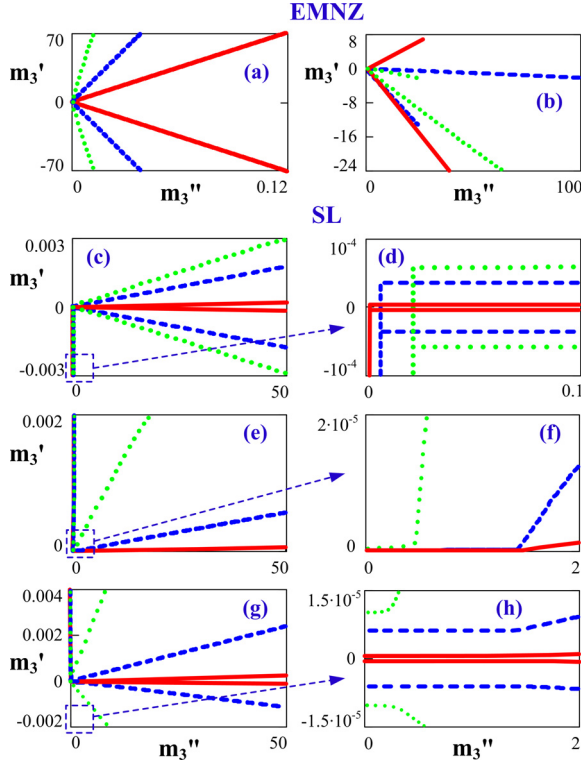 EMNZ
70
m₃'
0
-70
(a)
0
m₃''
0.12
8
m₃'
0
-8
-16
-24
(b)
0
m₃''
100
SL
0.003
m₃'
0
-0.003
(c)
0
50
10⁻⁴
0
-10⁻⁴
(d)
0
0.1
0.002
m₃'
0
(e)
0
50
2·10⁻⁵
0
(f)
0
2
0.004
0.002
m₃'
0
-0.002
(g)
0
m₃''
50
1.5·10⁻⁵
0
-1.5·10⁻⁵
(h)
0
m₃''
2